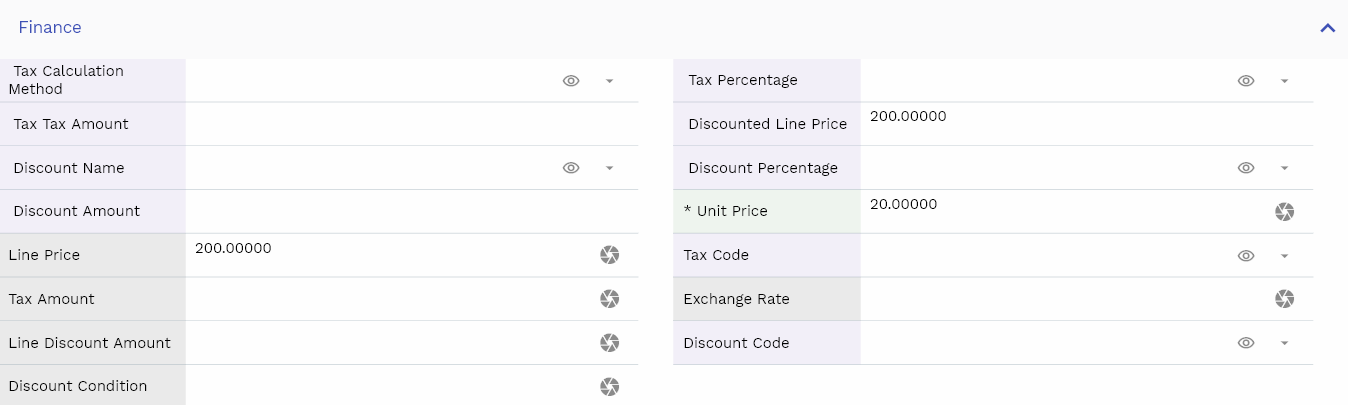 Finance
Tax Calculation
Method
Tax Percentage
Tax Tax Amount
Discounted Line Price 200.00000
Discount Name
Discount Percentage
Discount Amount
* Unit Price 20.00000
Line Price 200.00000
Tax Code
Tax Amount
Exchange Rate
Line Discount Amount
Discount Code
Discount Condition